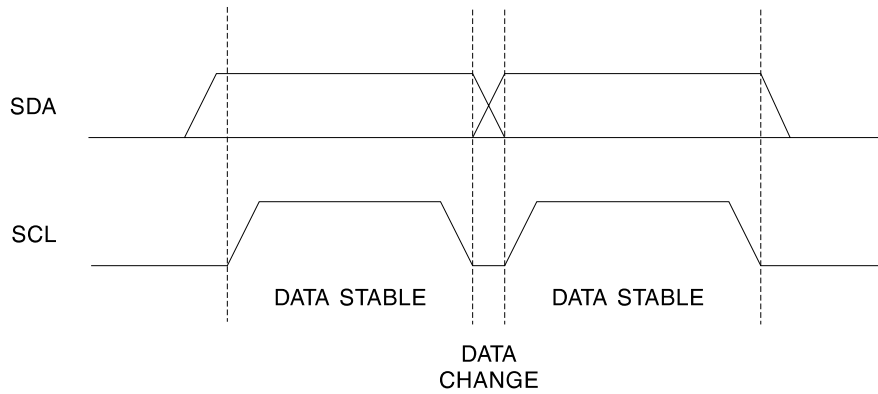 SDA
SCL
DATA STABLE
DATA STABLE
DATA
CHANGE